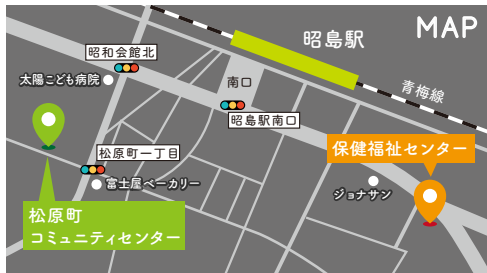 MAP
昭島駅
昭和会館北
太陽こども病院
南口
青梅線
昭島駅南口
松原町一丁目
保健福祉センター
富士屋ベーカリー
ジョナサン
松原町
コミュニティセンター